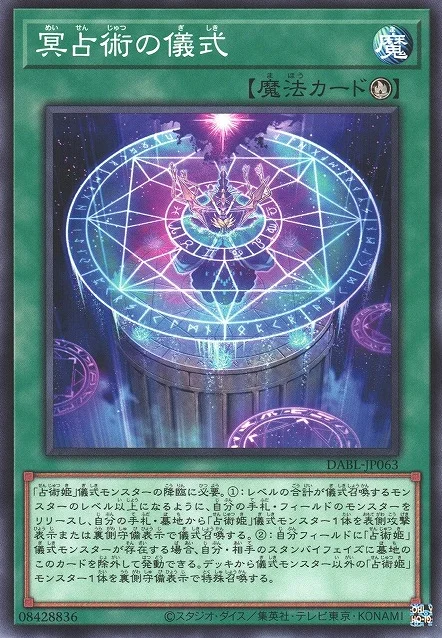 冥占術の儀式
【魔法カード】
魔
DABL-JP063
「占術姫」儀式モンスターの降臨に必要。①:レベルの合計が儀式召喚するモン
スターのレベル以上になるように、自分の手札・フィールドのモンスターを
リリースし、自分の手札・墓地から「占術姫」儀式モンスター1体を表側攻撃
表示または裏側守備表示で儀式召喚する。②:自分フィールドに「占術姫」
儀式モンスターが存在する場合、自分・相手のスタンバイフェイズに墓地の
このカードを除外して発動できる。デッキから儀式モンスター以外の「占術姫」
モンスター1体を裏側守備表示で特殊召喚する。
08428836
©スタジオ・ダイス/集英社・テレビ東京・KONAMI